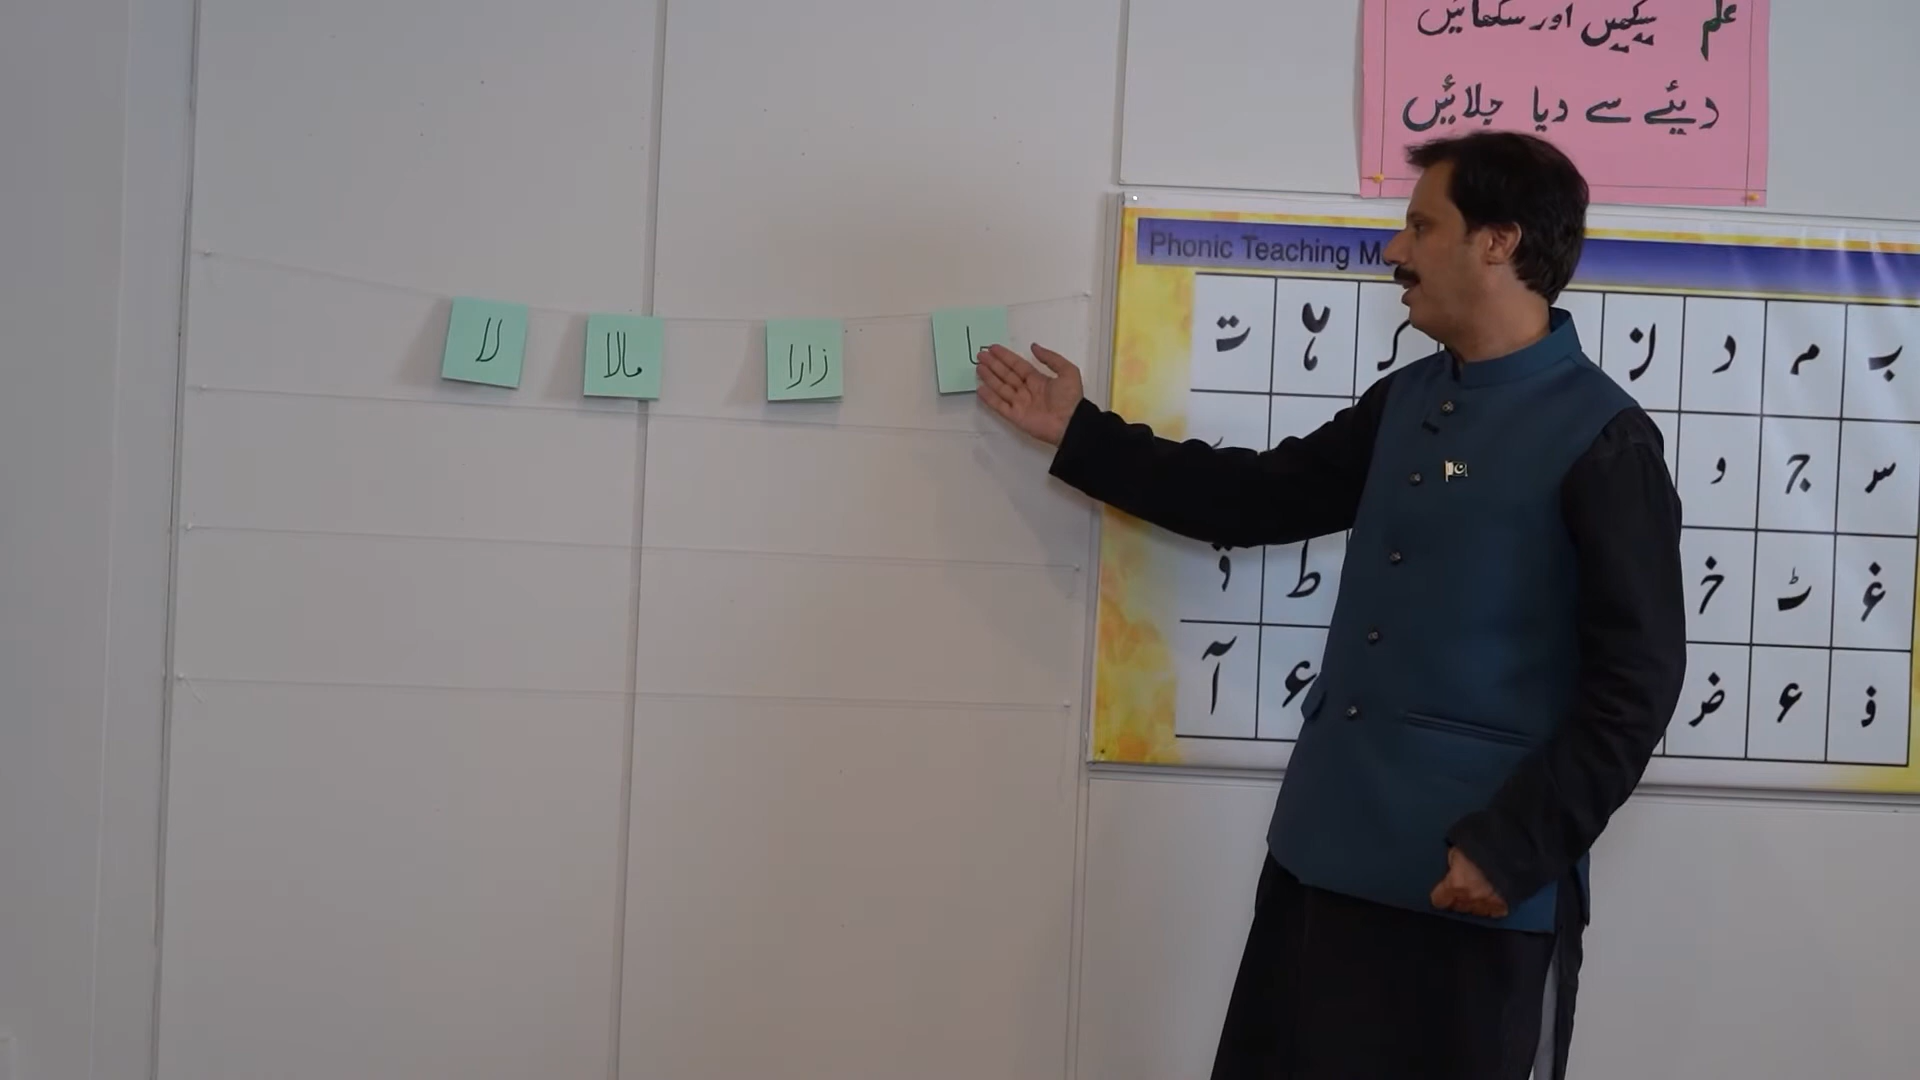 علم سیکھیں اور سکھائیں
دیئے سے دیا جلائیں
Phonic Teaching
زارا
مالا
لا
ب م د ن
ت
س ج و
غ ٹ خ
ط
ف ء ض
ء آ